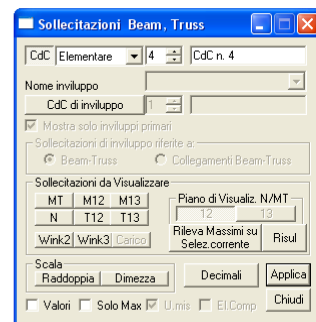 Sollecitazioni Beam, Truss
CdC Elementare 4 CdC n. 4
Nome inviluppo
CdC di inviluppo 1
Mostra solo inviluppi primari
Sollecitazioni di inviluppo riferite a:
Beam-Truss Collegamenti Beam-Truss
Sollecitazioni da Visualizzare
MT M12 M13
N T12 T13
Wink2 Wink3 Carico
Piano di Visualiz. N/MT
12 13
Rileva Massimi su Selez.corrente Risul
Scala
Raddoppia Dimezza Decimali Applica
Valori Solo Max U.mis El.Comp Chiudi